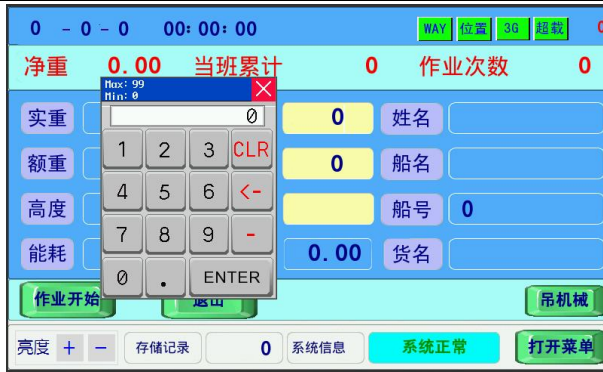 0 - 0 - 0 00: 00: 00 WAY 位置 3G 超载 0
净重 0.00 当班累计 0 作业次数 0
Max: 99
Min: 0
0
实重 0 姓名
1 2 3 CLR
额重 0 船名
4 5 6 <-
高度 船号 0
7 8 9 -
能耗 0.00 货名
0 . ENTER
作业开始 退出 吊机械
亮度 + - 存储记录 0 系统信息 系统正常 打开菜单